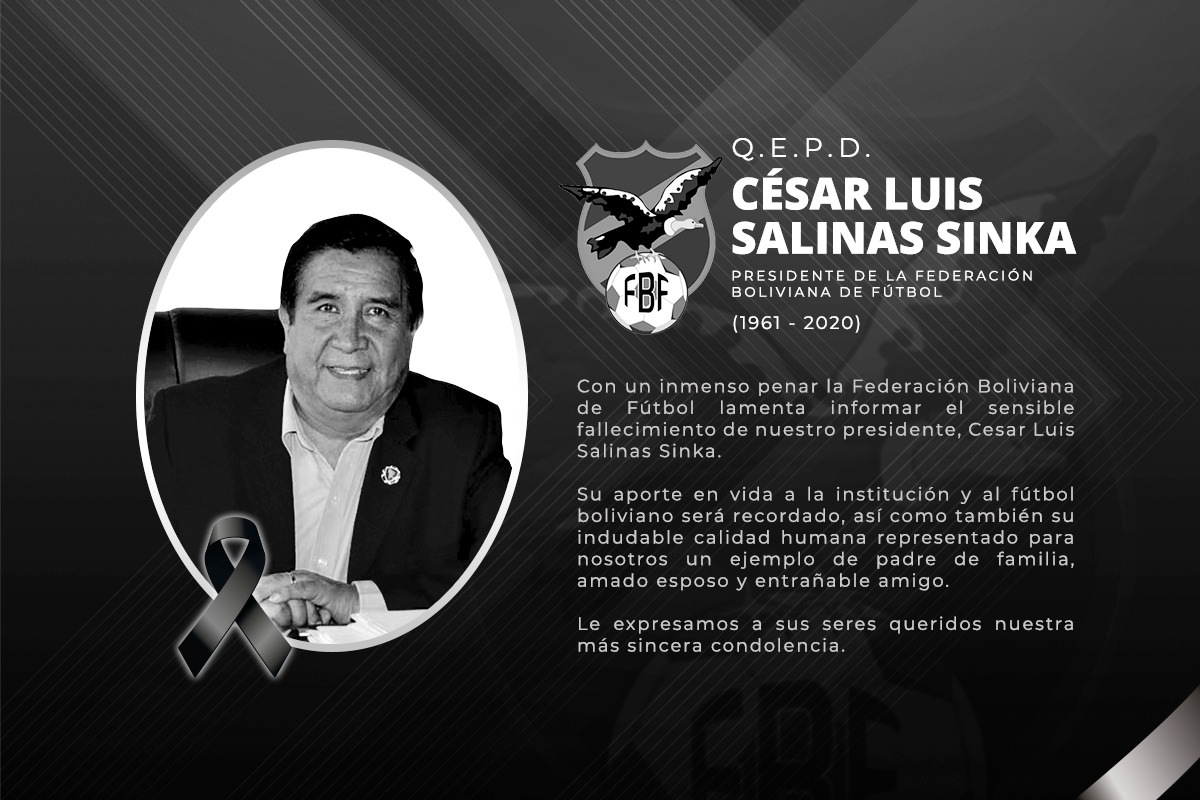 Q.E.P.D.
CÉSAR LUIS
SALINAS SINKA
PRESIDENTE DE LA FEDERACIÓN
BOLIVIANA DE FÚTBOL
(1961 - 2020)
FBF
Con un inmenso penar la Federación Boliviana
de Fútbol lamenta informar el sensible
fallecimiento de nuestro presidente, Cesar Luis
Salinas Sinka.
Su aporte en vida a la institución y al fútbol
boliviano será recordado, así como también su
indudable calidad humana representado para
nosotros un ejemplo de padre de familia,
amado esposo y entrañable amigo.
Le expresamos a sus seres queridos nuestra
más sincera condolencia.
FBF